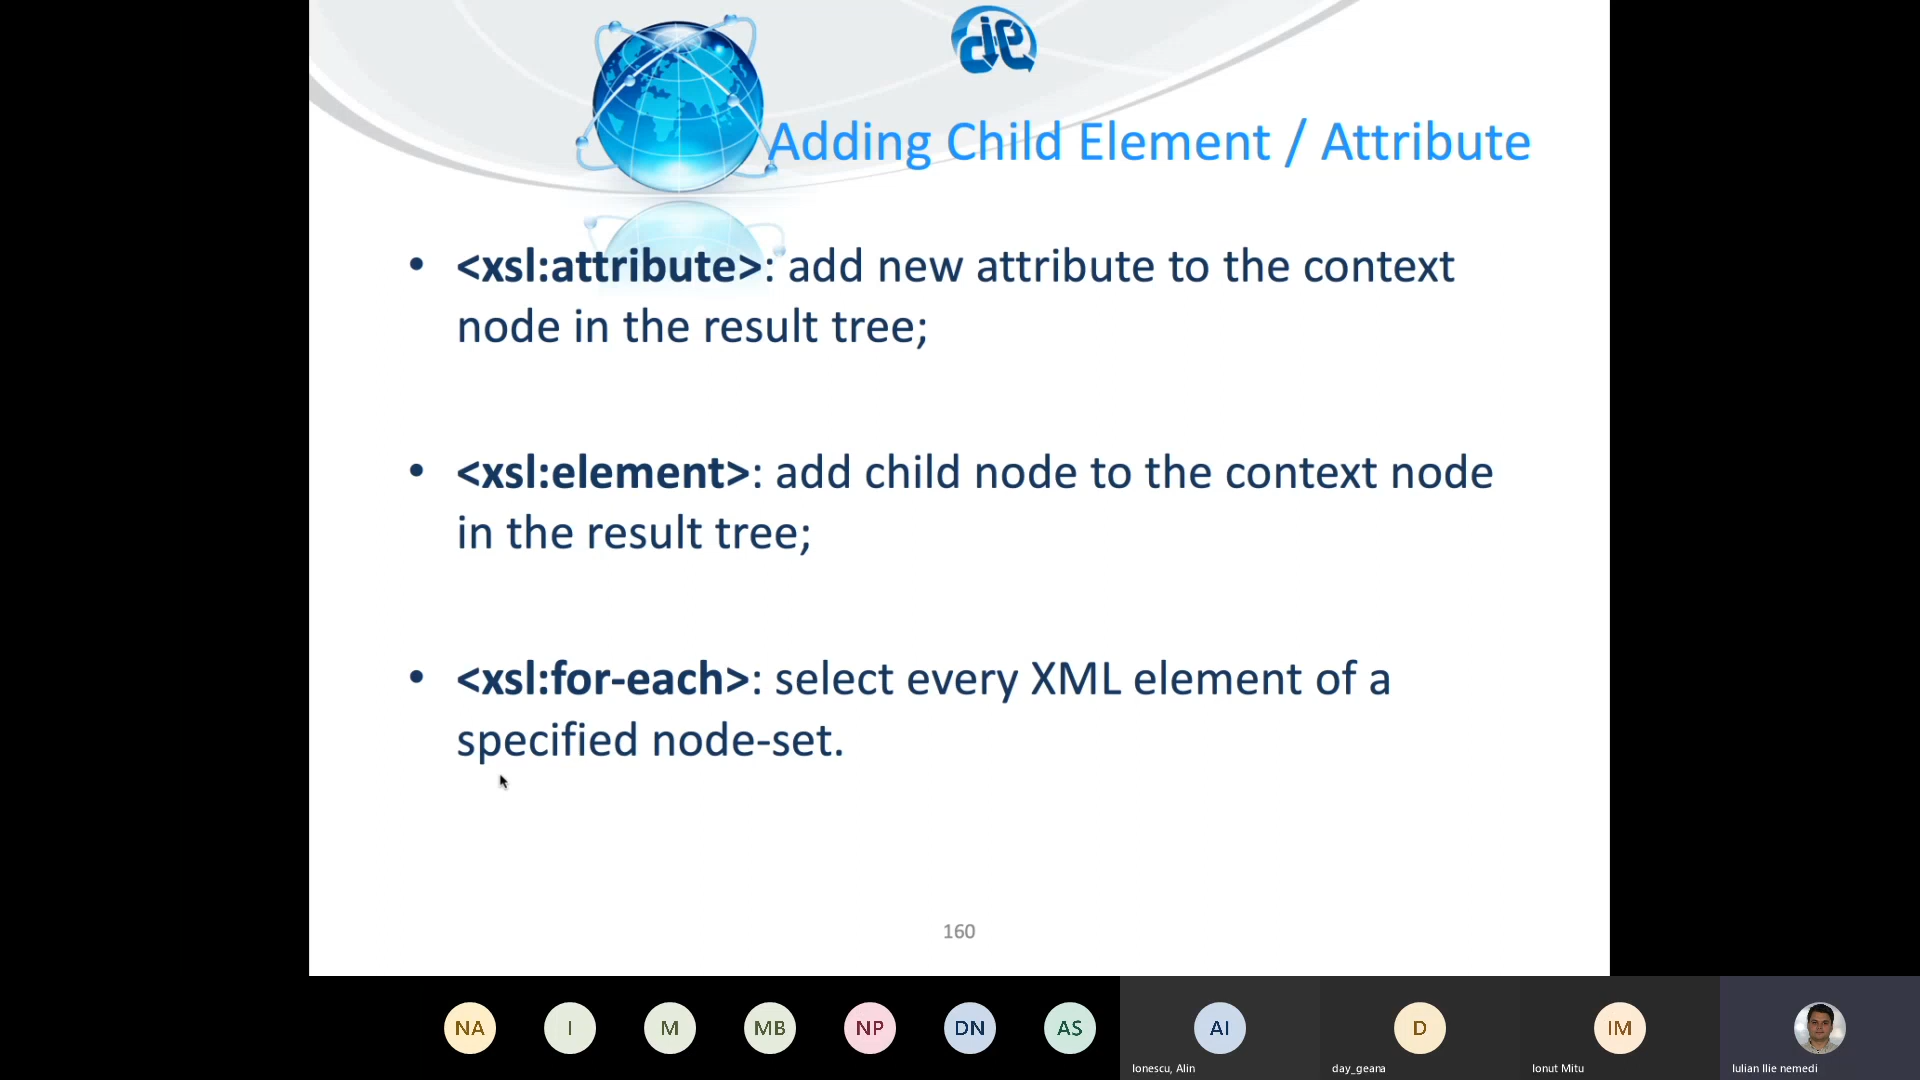 Adding Child Element / Attribute
• <xsl:attribute>: add new attribute to the context
node in the result tree;
• <xsl:element>: add child node to the context node
in the result tree;
• <xsl:for-each>: select every XML element of a
specified node-set.
160
NA I M MB NP DN AS AI D IM
Ionescu, Alin day_geana Ionut Mitu Iulian Ilie nemedi